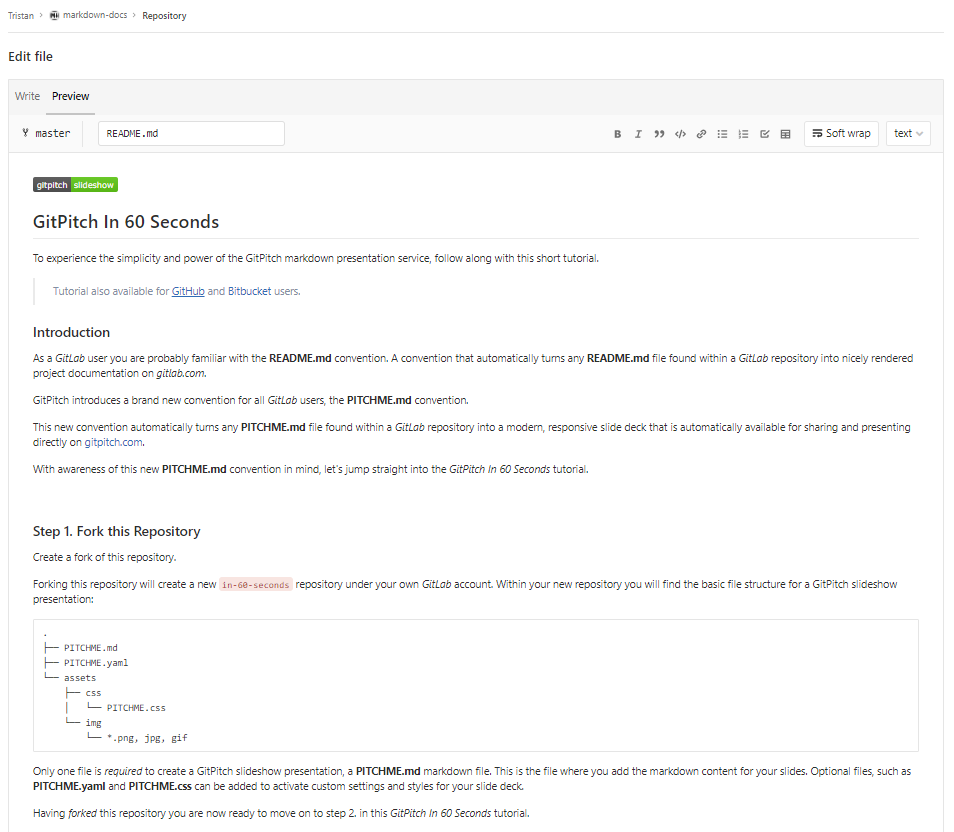 Tristan > markdown-docs > Repository
Edit file
Write Preview
master README.md Soft wrap text
gitpitch slideshow
GitPitch In 60 Seconds
To experience the simplicity and power of the GitPitch markdown presentation service, follow along with this short tutorial.
Tutorial also available for GitHub and Bitbucket users.
Introduction
As a GitLab user you are probably familiar with the README.md convention. A convention that automatically turns any README.md file found within a GitLab repository into nicely rendered
project documentation on gitlab.com.
GitPitch introduces a brand new convention for all GitLab users, the PITCHME.md convention.
This new convention automatically turns any PITCHME.md file found within a GitLab repository into a modern, responsive slide deck that is automatically available for sharing and presenting
directly on gitpitch.com.
With awareness of this new PITCHME.md convention in mind, let's jump straight into the GitPitch In 60 Seconds tutorial.
Step 1. Fork this Repository
Create a fork of this repository.
Forking this repository will create a new in-60-seconds repository under your own GitLab account. Within your new repository you will find the basic file structure for a GitPitch slideshow
presentation:
.
├── PITCHME.md
├── PITCHME.yaml
└── assets
    ├── css
    │   └── PITCHME.css
    └── img
        └── *.png, jpg, gif
Only one file is required to create a GitPitch slideshow presentation, a PITCHME.md markdown file. This is the file where you add the markdown content for your slides. Optional files, such as
PITCHME.yaml and PITCHME.css can be added to activate custom settings and styles for your slide deck.
Having forked this repository you are now ready to move on to step 2. in this GitPitch In 60 Seconds tutorial.